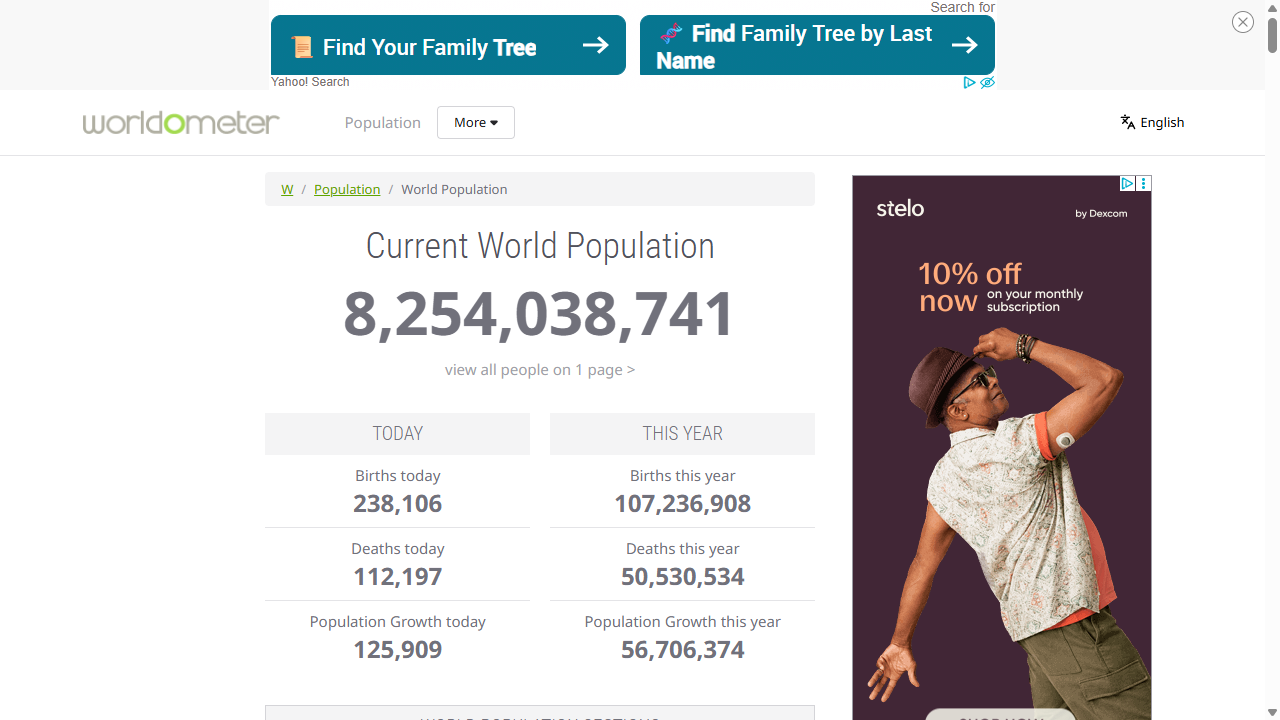 Search for
📜 Find Your Family Tree
🧬 Find Family Tree by Last
Name
Yahoo! Search
worldometer
Population
More
English
W / Population / World Population
Current World Population
8,254,038,741
view all people on 1 page >
TODAY
Births today
238,106
Deaths today
112,197
Population Growth today
125,909
THIS YEAR
Births this year
107,236,908
Deaths this year
50,530,534
Population Growth this year
56,706,374
stelo
by Dexcom
10% off
now on your monthly
subscription